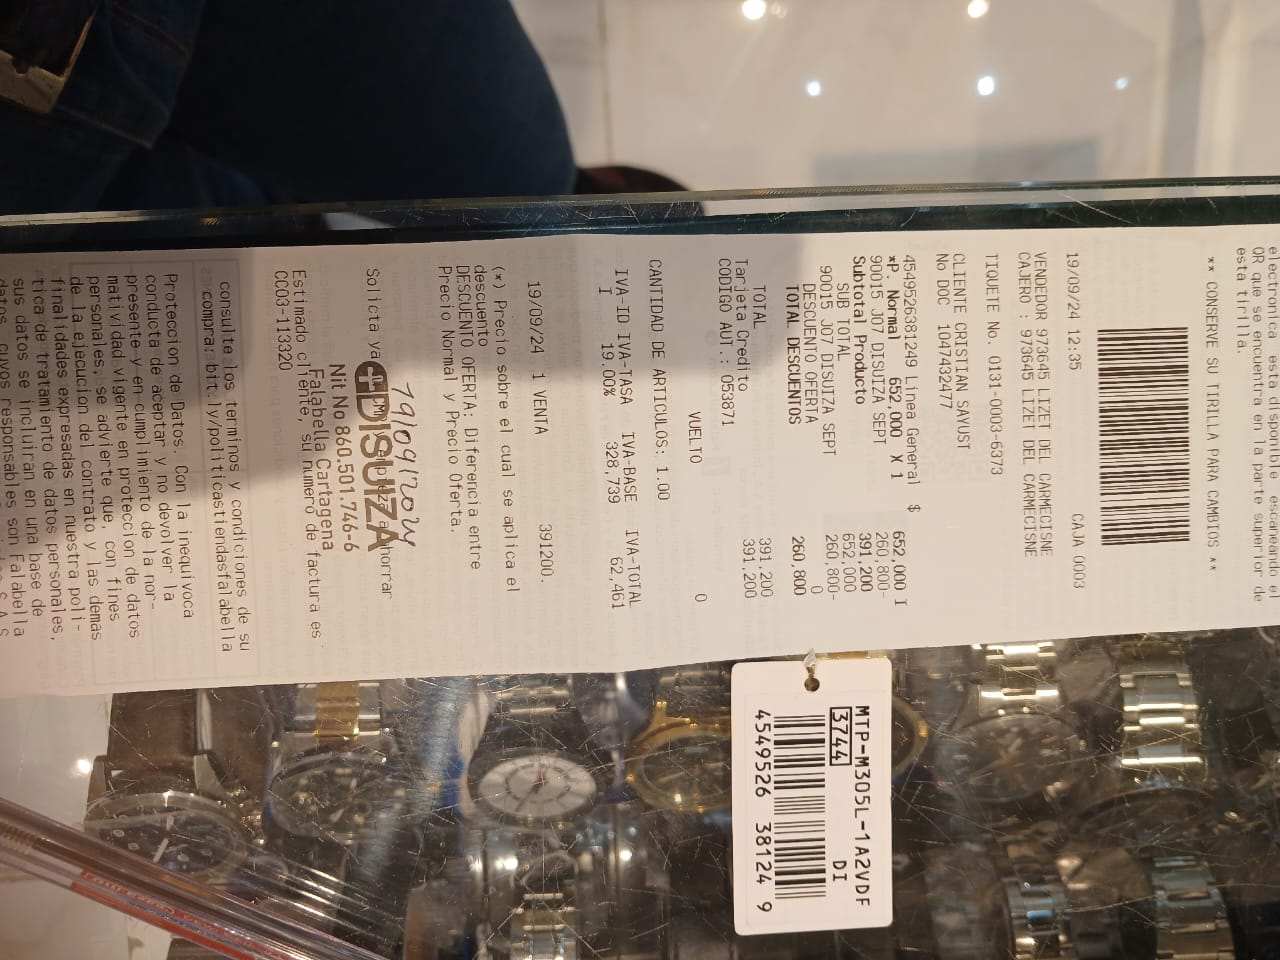 electronica esta disponible escaneando el
QR que se encuentra en la parte superior de
esta tirilla.
** CONSERVE SU TIRILLA PARA CAMBIOS **
19/09/24 12:35 CAJA 0003
VENDEDOR 973645 LIZET DEL CARMECISNE
CAJERO : 973645 LIZET DEL CARMECISNE
TIQUETE No. 0131-0003-6373
CLIENTE CRISTIAN SAYUST
No DOC 1047432477
4549526381249 Linea General $ 652,000 I
*P. Normal 652,000 X 1
90015 J07 DISUIZA SEPT 260,800-
Subtotal Producto 391,200
SUB TOTAL 652,000
90015 J07 DISUIZA SEPT 260,800-
DESCUENTO OFERTA 0
TOTAL DESCUENTOS 260,800
TOTAL 391.200
Tarjeta Credito 391.200
CODIGO AUT.: 053871
VUELTO 0
CANTIDAD DE ARTICULOS: 1.00
IVA-ID IVA-TASA IVA-BASE IVA-TOTAL
I 19.00% 328.739 62,461
19/09/24 1 VENTA 391200.
(*) Precio sobre el cual se aplica el
descuento
DESCUENTO OFERTA: Diferencia entre
Precio Normal y Precio Oferta.
19/09/2024
Solicta ya horrar
DISUIZA
Nit No 860.501.746-6
Falabella Cartagena
Estimado cliente, su numero de factura es
CC03-113320
consulte los terminos y condiciones de su
compra: bit.ly/politicastiendasfalabella
Proteccion de Datos. Con la inequivoca
conducta de aceptar y no devolver la
presente y en cumplimiento de la nor-
matividad vigente en proteccion de datos
personales, se advierte que, con fines
de la ejecucion del contrato y las demas
finalidades expresadas en nuestra poli-
tica de tratamiento de datos personales,
sus datos se incluiran en una base de
datos, cuyos responsables son Falabella
MTP-M305L-1A2VDF
3744 DI
4549526 38124 9